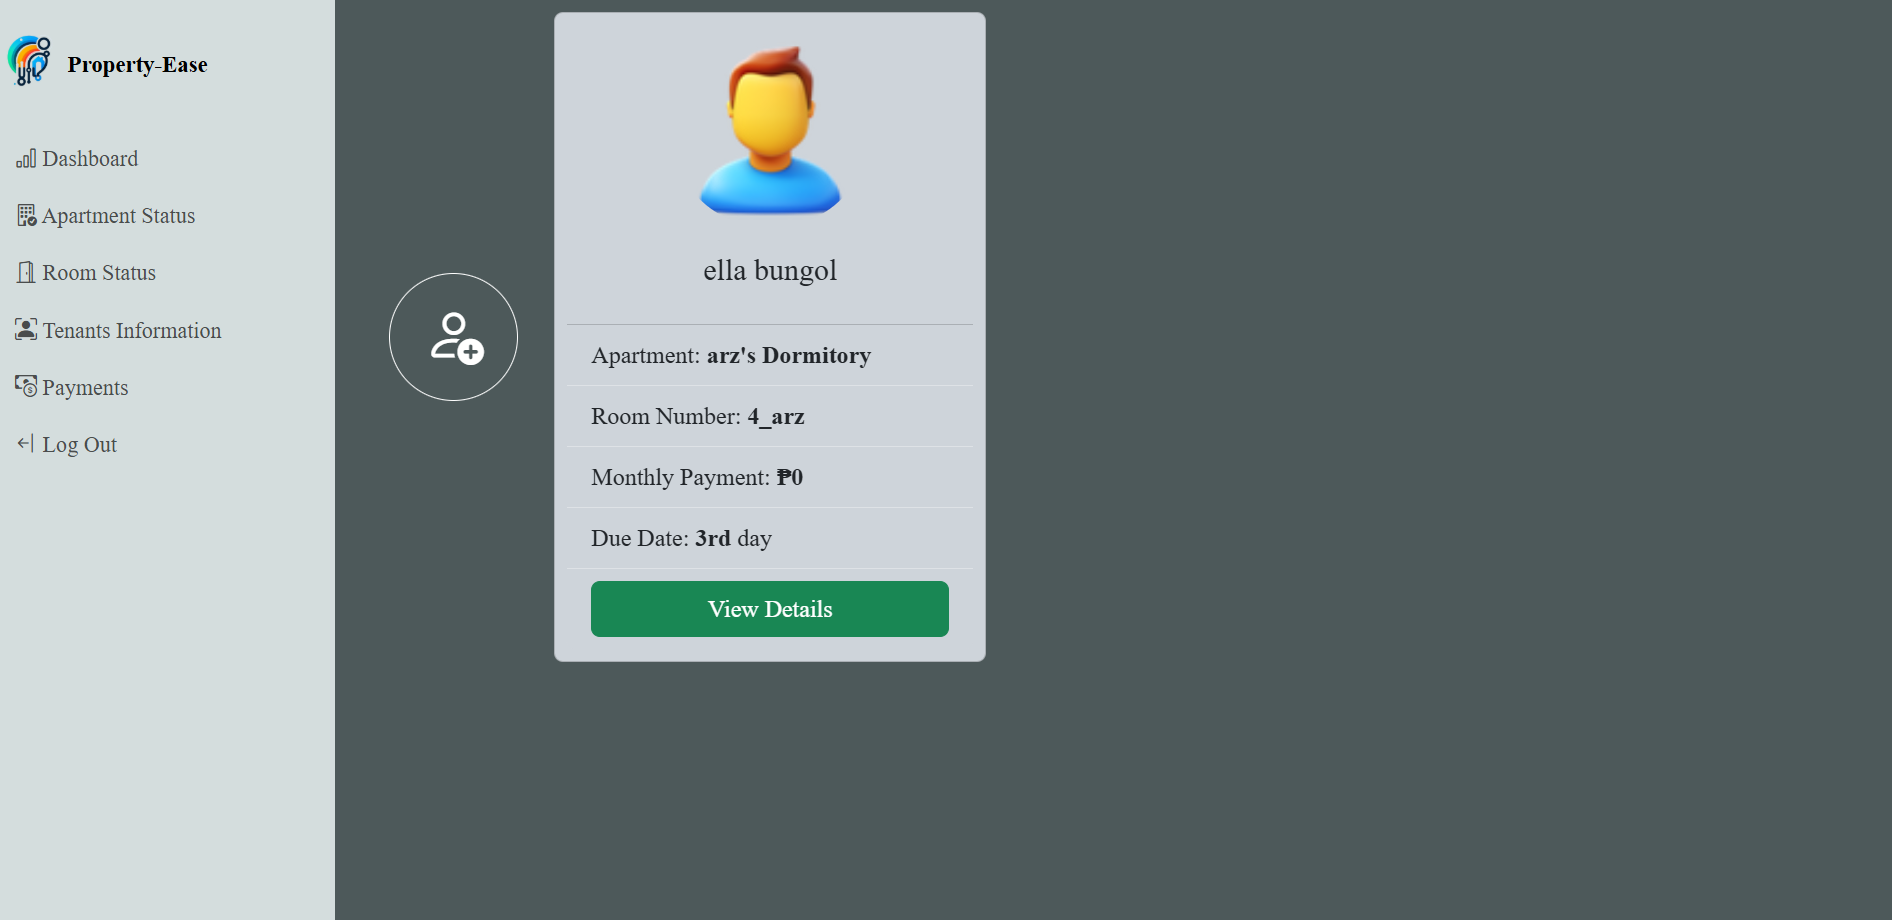 Property-Ease
Dashboard
Apartment Status
Room Status
Tenants Information
Payments
Log Out
ella bungol
Apartment: arz's Dormitory
Room Number: 4_arz
Monthly Payment: ₱0
Due Date: 3rd day
View Details